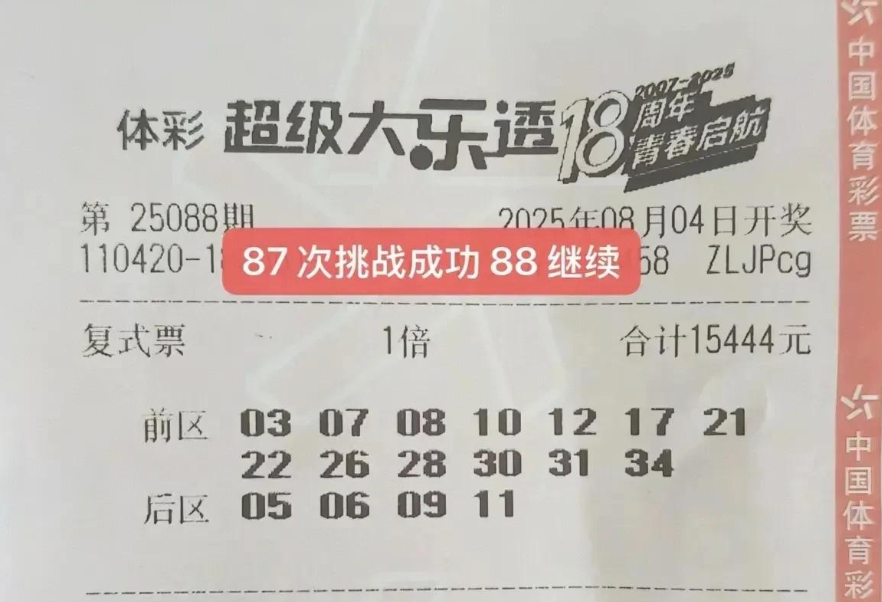 体彩 超级大乐透 18周年 2007-2025
青春启航
第 25088期 2025年08月04日开奖
110420-1 58 ZLJPcg
87 次挑战成功 88 继续
复式票 1倍 合计15444元
前区 03 07 08 10 12 17 21
22 26 28 30 31 34
后区 05 06 09 11
中国体育彩票
中国体育彩